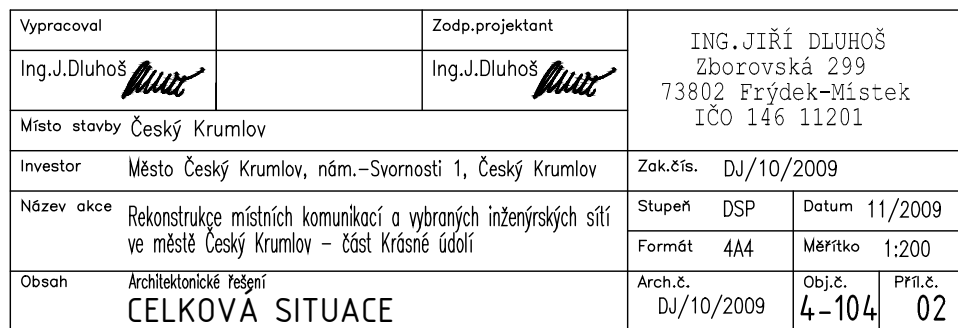 Vypracoval
Zodp.projektant
Ing.J.Dluhoš
Ing.J.Dluhoš
ING.JIŘÍ DLUHOŠ
Zborovská 299
73802 Frýdek-Místek
IČO 146 11201
Místo stavby Český Krumlov
Investor Město Český Krumlov, nám.-Svornosti 1, Český Krumlov
Zak.čís. DJ/10/2009
Název akce Rekonstrukce místních komunikací a vybraných inženýrských sítí
ve městě Český Krumlov - část Krásné údolí
Stupeň DSP
Datum 11/2009
Formát 4A4
Měřítko 1:200
Obsah Architektonické řešení
CELKOVÁ SITUACE
Arch.č.
DJ/10/2009
Obj.č.
4-104
Příl.č.
02